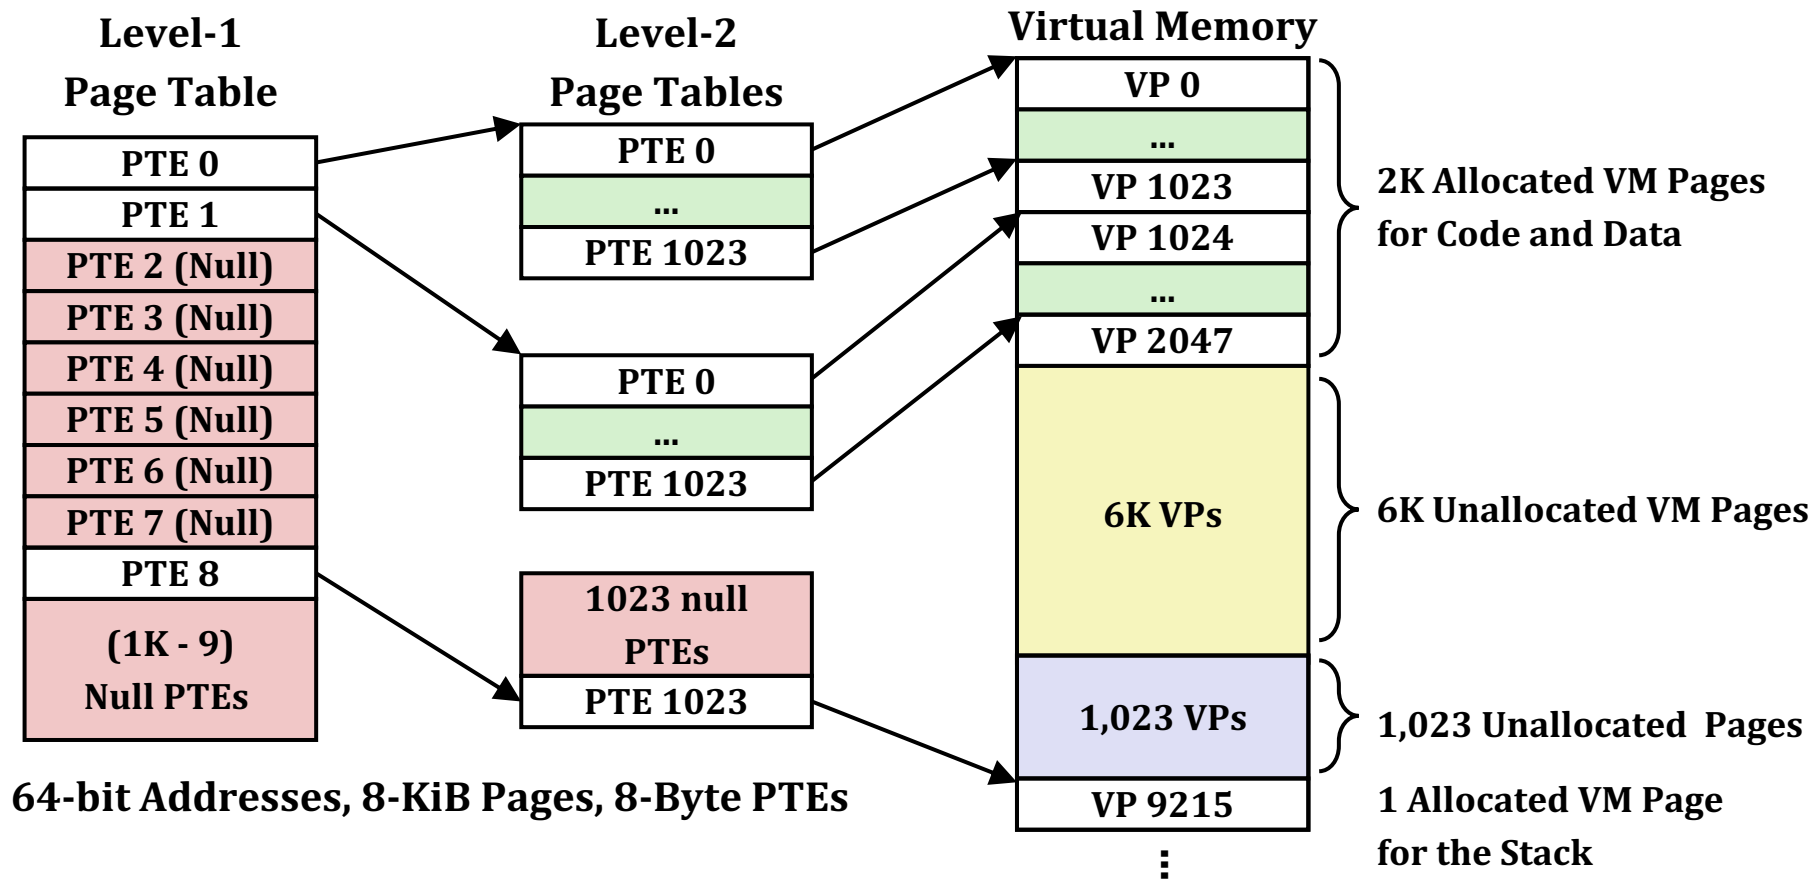 Level-1
Page Table
PTE 0
PTE 1
PTE 2 (Null)
PTE 3 (Null)
PTE 4 (Null)
PTE 5 (Null)
PTE 6 (Null)
PTE 7 (Null)
PTE 8
(1K - 9)
Null PTEs
Level-2
Page Tables
PTE 0
...
PTE 1023
PTE 0
...
PTE 1023
1023 null
PTEs
PTE 1023
Virtual Memory
VP 0
...
VP 1023
VP 1024
...
VP 2047
6K VPs
1,023 VPs
VP 9215
⋮
2K Allocated VM Pages
for Code and Data
6K Unallocated VM Pages
1,023 Unallocated Pages
1 Allocated VM Page
for the Stack
64-bit Addresses, 8-KiB Pages, 8-Byte PTEs